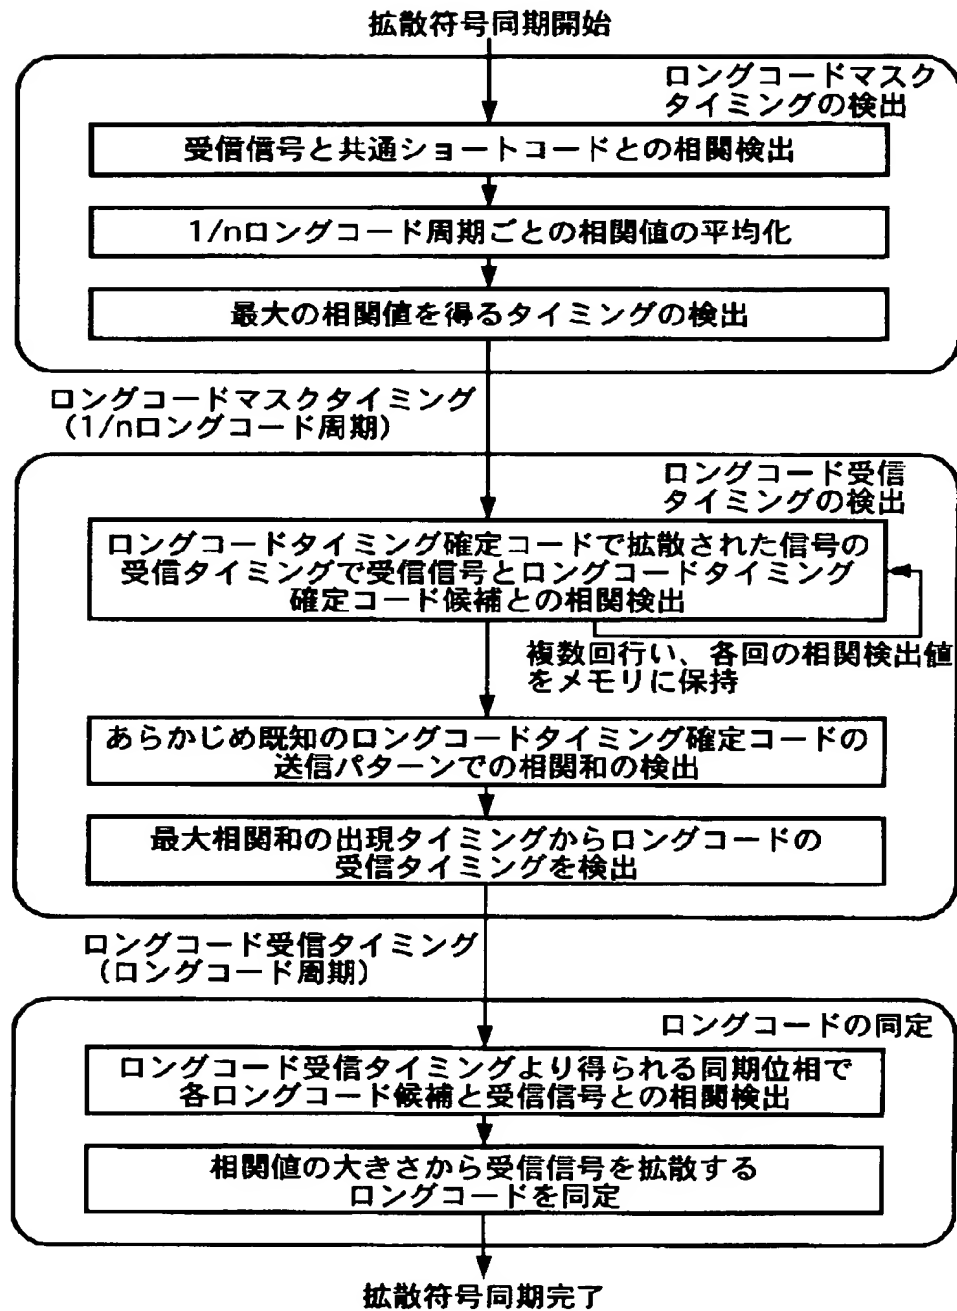 拡散符号同期開始
ロングコードマスク
タイミングの検出
受信信号と共通ショートコードとの相関検出
1/nロングコード周期ごとの相関値の平均化
最大の相関値を得るタイミングの検出
ロングコードマスクタイミング
（1/nロングコード周期）
ロングコード受信
タイミングの検出
ロングコードタイミング確定コードで拡散された信号の
受信タイミングで受信信号とロングコードタイミング
確定コード候補との相関検出
複数回行い、各回の相関検出値
をメモリに保持
あらかじめ既知のロングコードタイミング確定コードの
送信パターンでの相関和の検出
最大相関和の出現タイミングからロングコードの
受信タイミングを検出
ロングコード受信タイミング
（ロングコード周期）
ロングコードの同定
ロングコード受信タイミングより得られる同期位相で
各ロングコード候補と受信信号との相関検出
相関値の大きさから受信信号を拡散する
ロングコードを同定
拡散符号同期完了